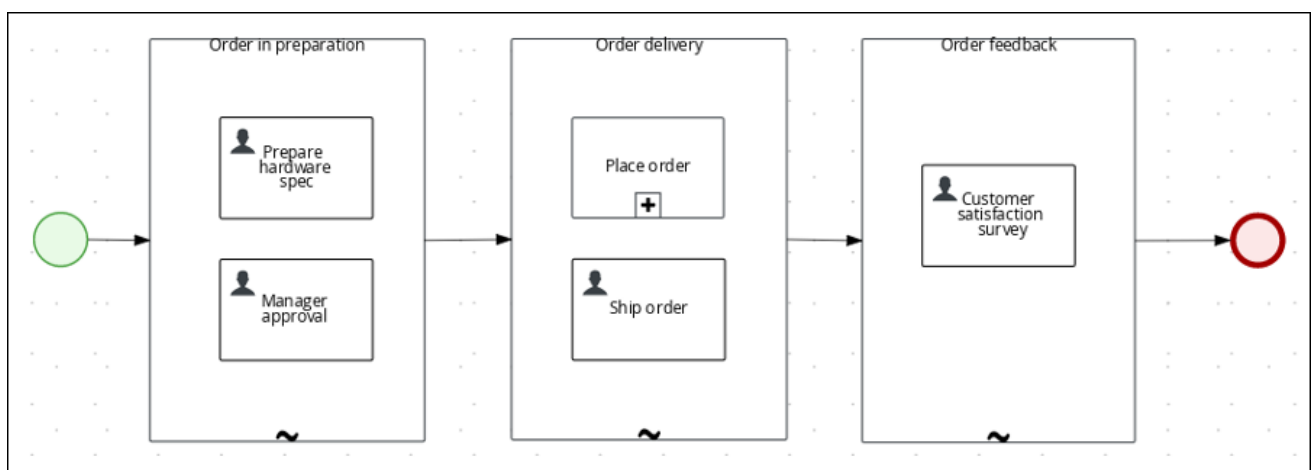 Order in preparation
Prepare
hardware
spec
Manager
approval
Order delivery
Place order
Ship order
Order feedback
Customer
satisfaction
survey